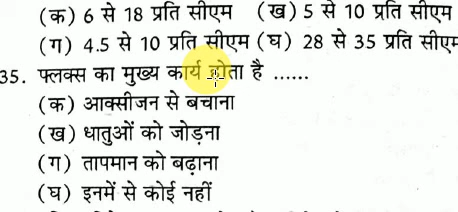 (क) 6 से 18 प्रति सीएम (ख) 5 से 10 प्रति सीएम
(ग) 4.5 से 10 प्रति सीएम (घ) 28 से 35 प्रति सीएम
35. फ्लक्स का मुख्य कार्य होता है ......
(क) आक्सीजन से बचाना
(ख) धातुओं को जोड़ना
(ग) तापमान को बढ़ाना
(घ) इनमें से कोई नहीं